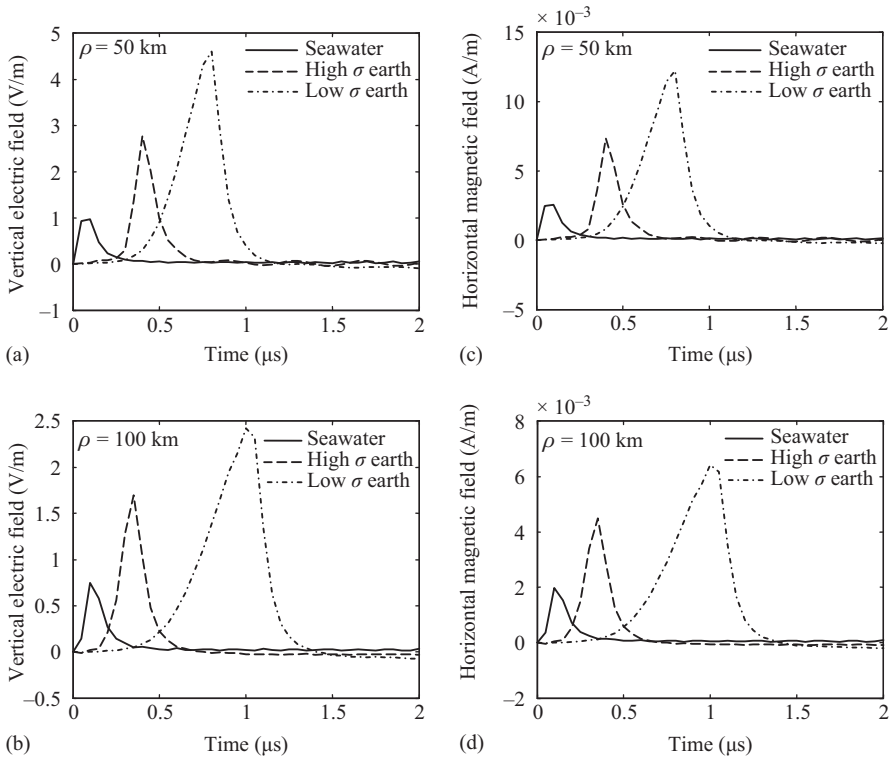 5
4
3
2
1
0
–1
Vertical electric field (V/m)
ρ = 50 km
Seawater
High σ earth
Low σ earth
0
0.5
1
1.5
2
Time (μs)
(a)
× 10⁻³
15
10
5
0
–5
Horizontal magnetic field (A/m)
ρ = 50 km
Seawater
High σ earth
Low σ earth
0
0.5
1
1.5
2
Time (μs)
(c)
2.5
2
1.5
1
0.5
0
–0.5
Vertical electric field (V/m)
ρ = 100 km
Seawater
High σ earth
Low σ earth
0
0.5
1
1.5
2
Time (μs)
(b)
× 10⁻³
8
6
4
2
0
–2
Horizontal magnetic field (A/m)
ρ = 100 km
Seawater
High σ earth
Low σ earth
0
0.5
1
1.5
2
Time (μs)
(d)